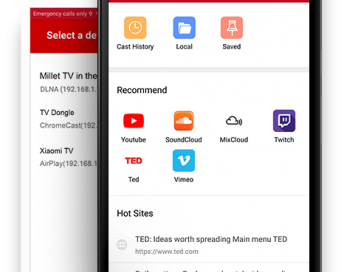 Emergency calls only
Select a de
Millet TV in the
DLNA (192.168.1.
TV Dongle
ChromeCast(192.
Xiaomi TV
AirPlay(192.168.1
Cast History
Local
Saved
Recommend
Youtube
SoundCloud
MixCloud
Twitch
TED
Ted
Vimeo
Hot Sites
TED: Ideas worth spreading Main menu TED
https://www.ted.com